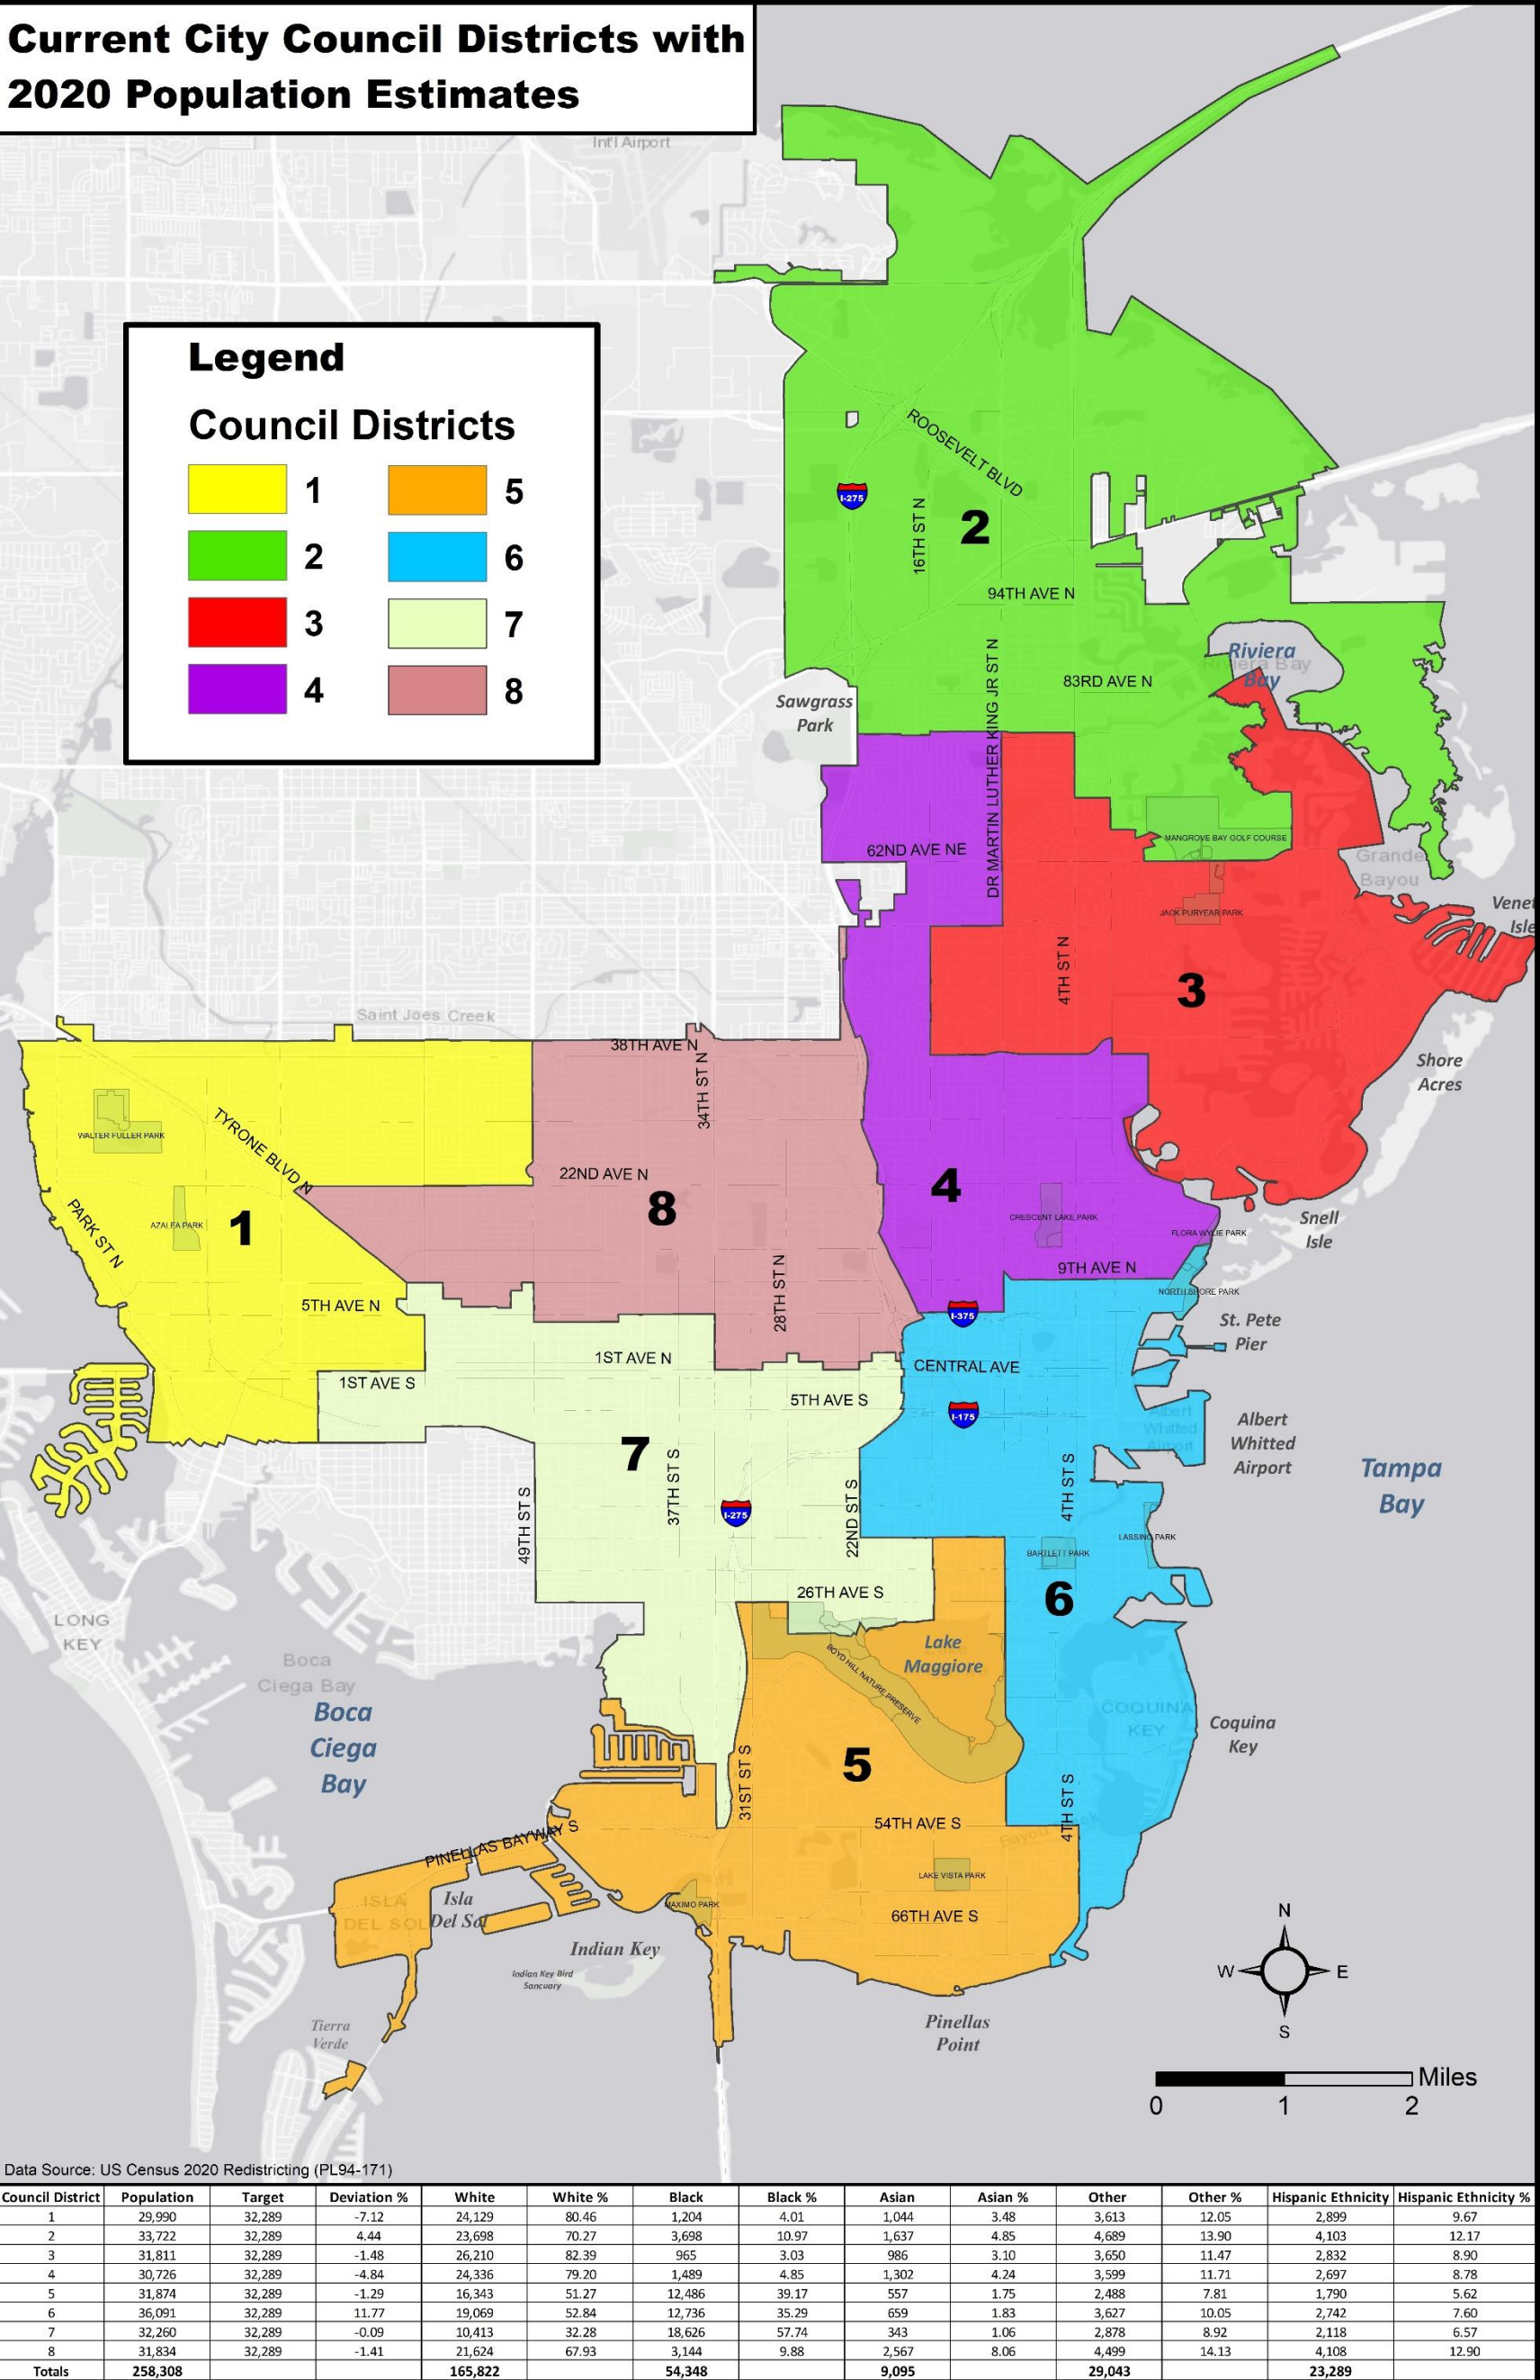 Current City Council Districts with
2020 Population Estimates
Int'l Airport
Legend
Council Districts
1
5
2
6
3
7
4
8
ROOSEVELT BLVD
I-275
16TH ST N
2
94TH AVE N
Riviera
Bay
Riviera Bay
83RD AVE N
DR MARTIN LUTHER KING JR ST N
Sawgrass
Park
62ND AVE NE
MANGROVE BAY GOLF COURSE
Grande
Bayou
JACK PURYEAR PARK
Venet
Isle
4TH ST N
3
Saint Joes Creek
38TH AVE N
34TH ST N
Shore
Acres
WALTER FULLER PARK
TYRONE BLVD N
22ND AVE N
8
4
PARK ST N
AZALEA PARK
1
CRESCENT LAKE PARK
FLORA WYLIE PARK
Snell
Isle
9TH AVE N
28TH ST N
NORTH SHORE PARK
5TH AVE N
I-375
St. Pete
Pier
1ST AVE N
CENTRAL AVE
1ST AVE S
5TH AVE S
I-175
Albert
Whitted
Airport
Albert
Whitted
Airport
7
37TH ST S
Tampa
Bay
4TH ST S
49TH ST S
I-275
22ND ST S
LASSING PARK
BARTLETT PARK
26TH AVE S
6
LONG
KEY
Lake
Maggiore
Boca
Ciega Bay
BOYD HILL NATURE PRESERVE
Boca
Ciega
Bay
COQUINA
KEY
Coquina
Key
5
31ST ST S
4TH ST S
54TH AVE S
PINELLAS BAYWAY S
LAKE VISTA PARK
ISLA
DEL SOL
Isla
Del Sol
MAXIMO PARK
66TH AVE S
Indian Key
Indian Key Bird
Sancuary
Pinellas
Point
Tierra
Verde
N
W E
S
Miles
0 1 2
Data Source: US Census 2020 Redistricting (PL94-171)
Council District Population Target Deviation % White White % Black Black % Asian Asian % Other Other % Hispanic Ethnicity Hispanic Ethnicity %
1 29,990 32,289 -7.12 24,129 80.46 1,204 4.01 1,044 3.48 3,613 12.05 2,899 9.67
2 33,722 32,289 4.44 23,698 70.27 3,698 10.97 1,637 4.85 4,689 13.90 4,103 12.17
3 31,811 32,289 -1.48 26,210 82.39 965 3.03 986 3.10 3,650 11.47 2,832 8.90
4 30,726 32,289 -4.84 24,336 79.20 1,489 4.85 1,302 4.24 3,599 11.71 2,697 8.78
5 31,874 32,289 -1.29 16,343 51.27 12,486 39.17 557 1.75 2,488 7.81 1,790 5.62
6 36,091 32,289 11.77 19,069 52.84 12,736 35.29 659 1.83 3,627 10.05 2,742 7.60
7 32,260 32,289 -0.09 10,413 32.28 18,626 57.74 343 1.06 2,878 8.92 2,118 6.57
8 31,834 32,289 -1.41 21,624 67.93 3,144 9.88 2,567 8.06 4,499 14.13 4,108 12.90
Totals 258,308 165,822 54,348 9,095 29,043 23,289